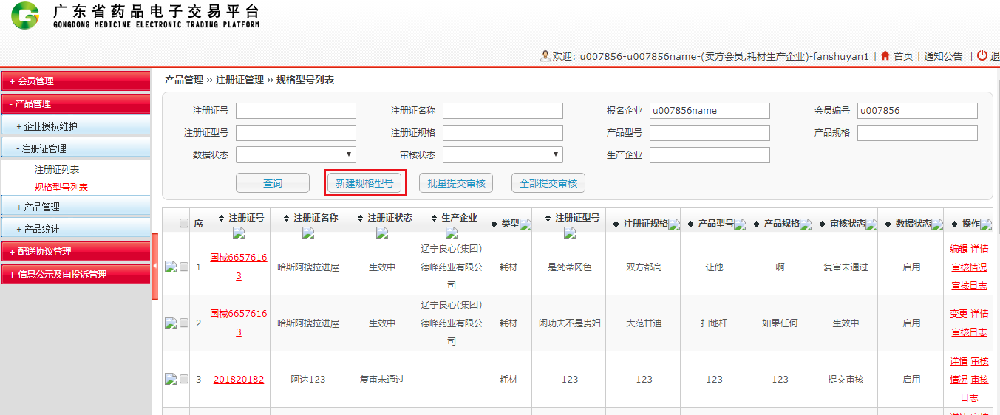 广东省药品电子交易平台
GONGDONG MEDICINE ELECTRONIC TRADING PLATFORM
欢迎: u007856-u007856name-(卖方会员,耗材生产企业)-fanshuyan1 | 首页 | 通知公告 | 退
+ 会员管理
- 产品管理
+ 企业授权维护
- 注册证管理
注册证列表
规格型号列表
+ 产品管理
+ 产品统计
+ 配送协议管理
+ 信息公示及申投诉管理
产品管理 » 注册证管理 » 规格型号列表
注册证号 注册证名称 报名企业 u007856name 会员编号 u007856
注册证型号 注册证规格 产品型号 产品规格
数据状态 审核状态 生产企业
查询 新建规格型号 批量提交审核 全部提交审核
序 注册证号 注册证名称 注册证状态 生产企业 类型 注册证型号 注册证规格 产品型号 产品规格 审核状态 数据状态 操作
1 国械66576163 哈斯阿搜拉进屋 生效中 辽宁良心(集团)德峰药业有限公司 耗材 是梵蒂冈色 双方都高 让他 啊 复审未通过 启用 编辑 详情 审核情况 审核日志
2 国械66576163 哈斯阿搜拉进屋 生效中 辽宁良心(集团)德峰药业有限公司 耗材 闲功夫不是贵妇 大范甘迪 扫地杆 如果任何 生效中 启用 变更 详情 审核日志
3 201820182 阿达123 复审未通过 耗材 123 123 123 123 提交审核 启用 详情 审核情况 审核日志